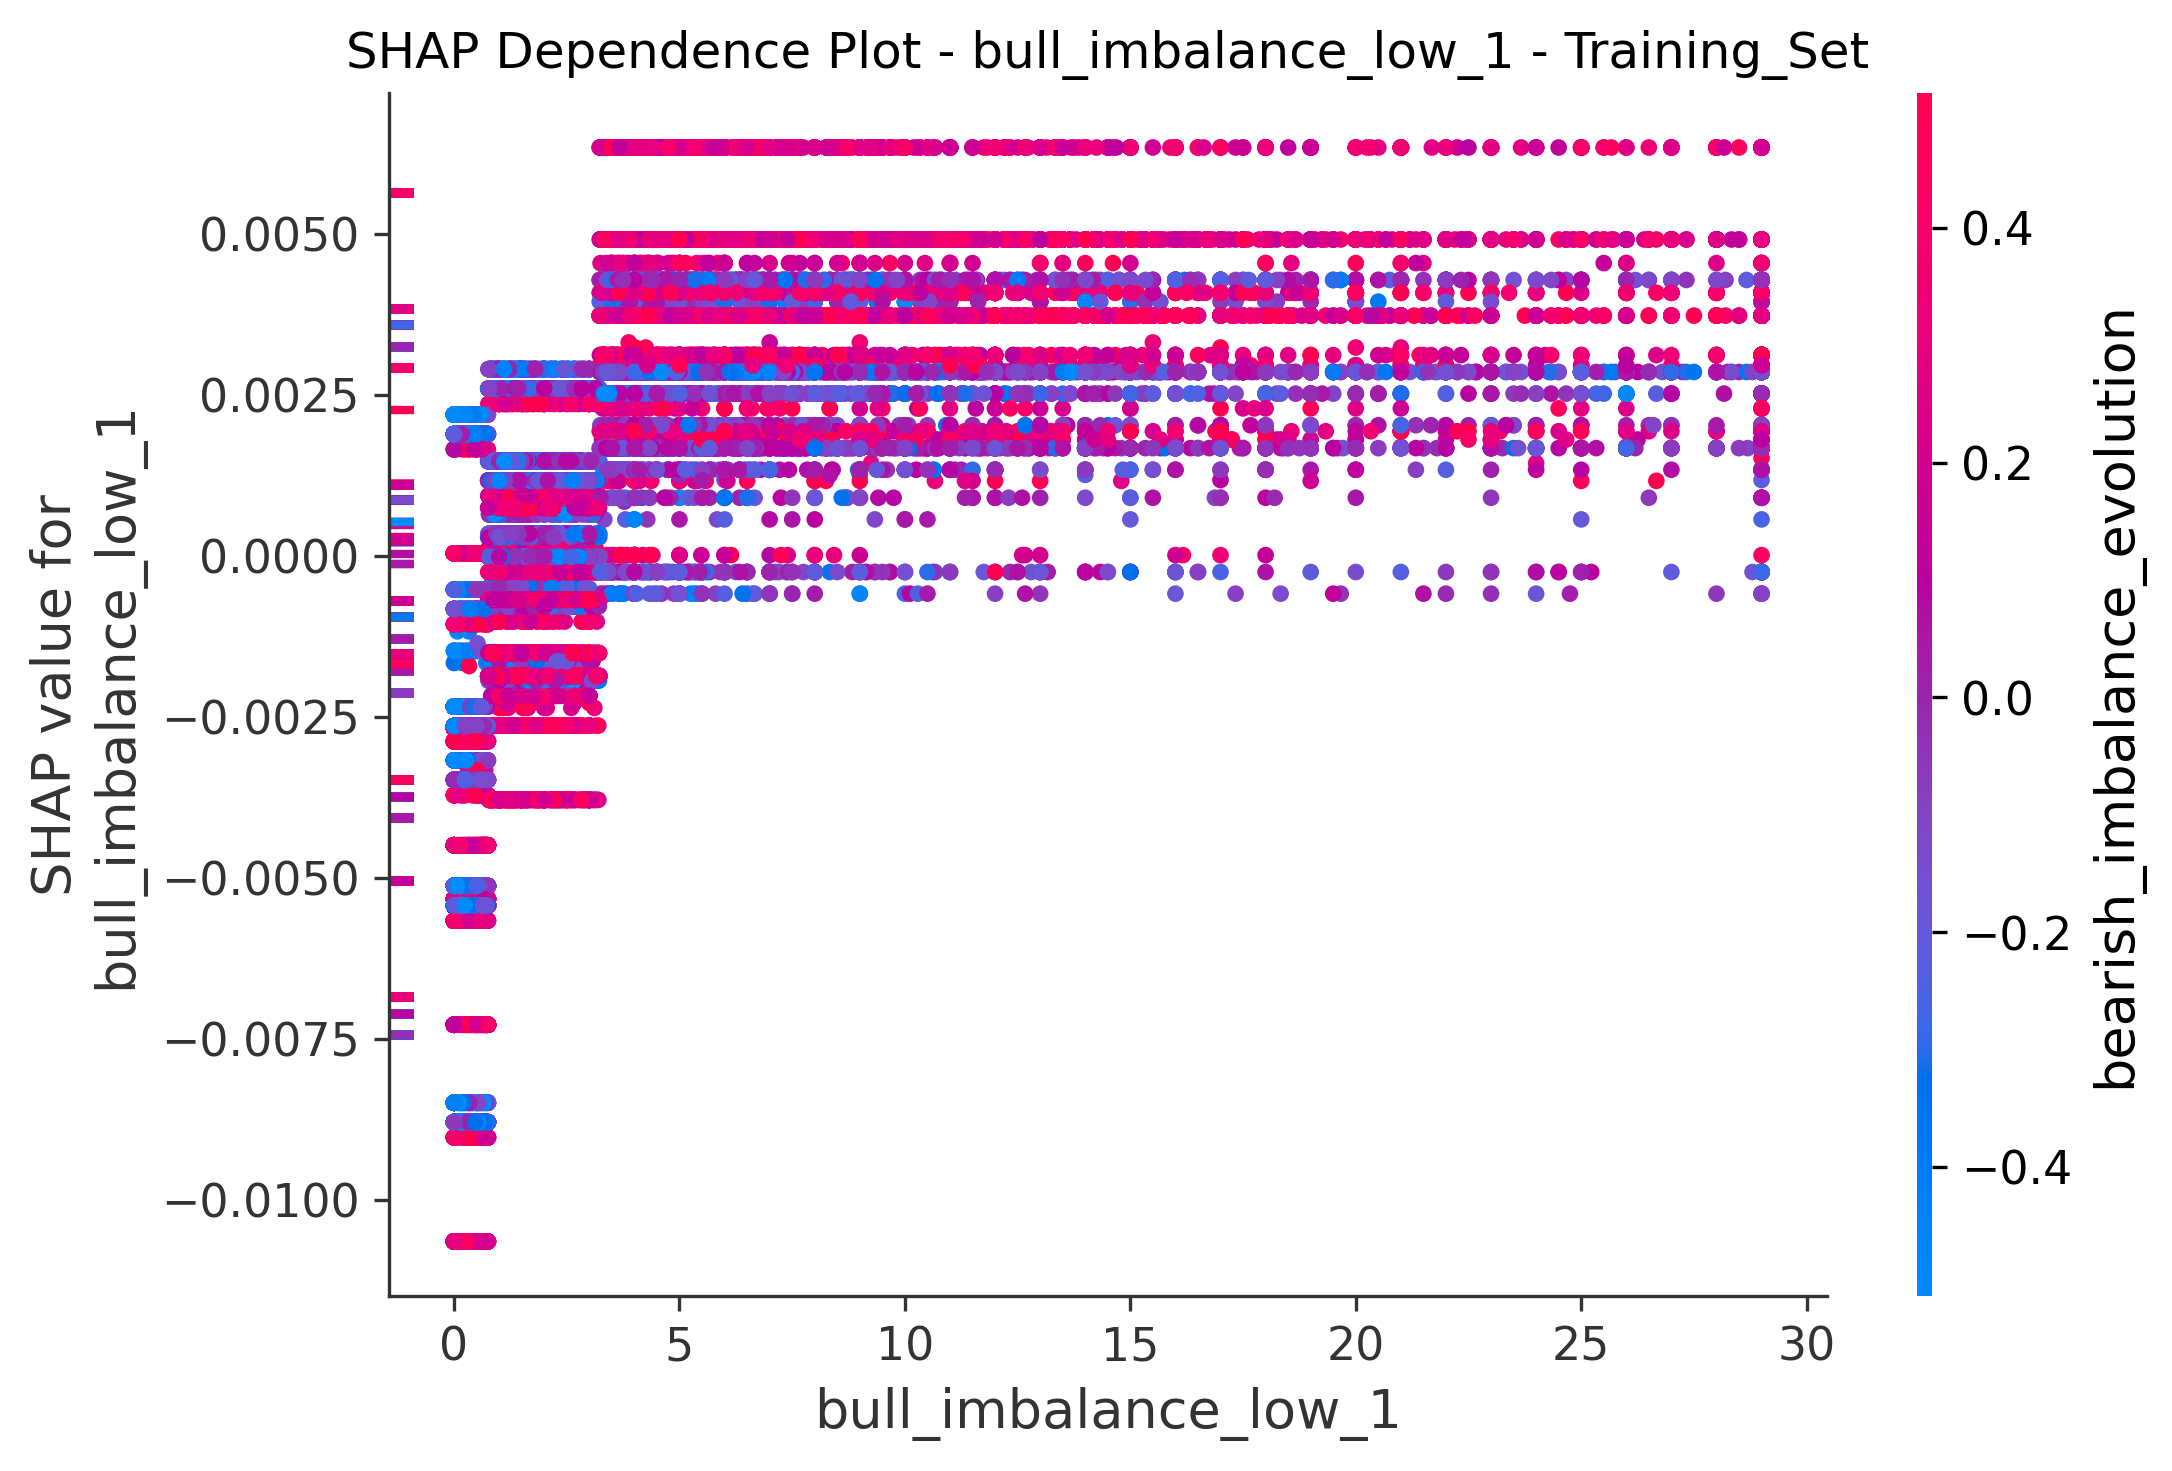 SHAP Dependence Plot - bull_imbalance_low_1 - Training_Set
SHAP value for
bull_imbalance_low_1
0.0050
0.0025
0.0000
−0.0025
−0.0050
−0.0075
−0.0100
0 5 10 15 20 25 30
bull_imbalance_low_1
0.4
0.2
0.0
−0.2
−0.4
bearish_imbalance_evolution